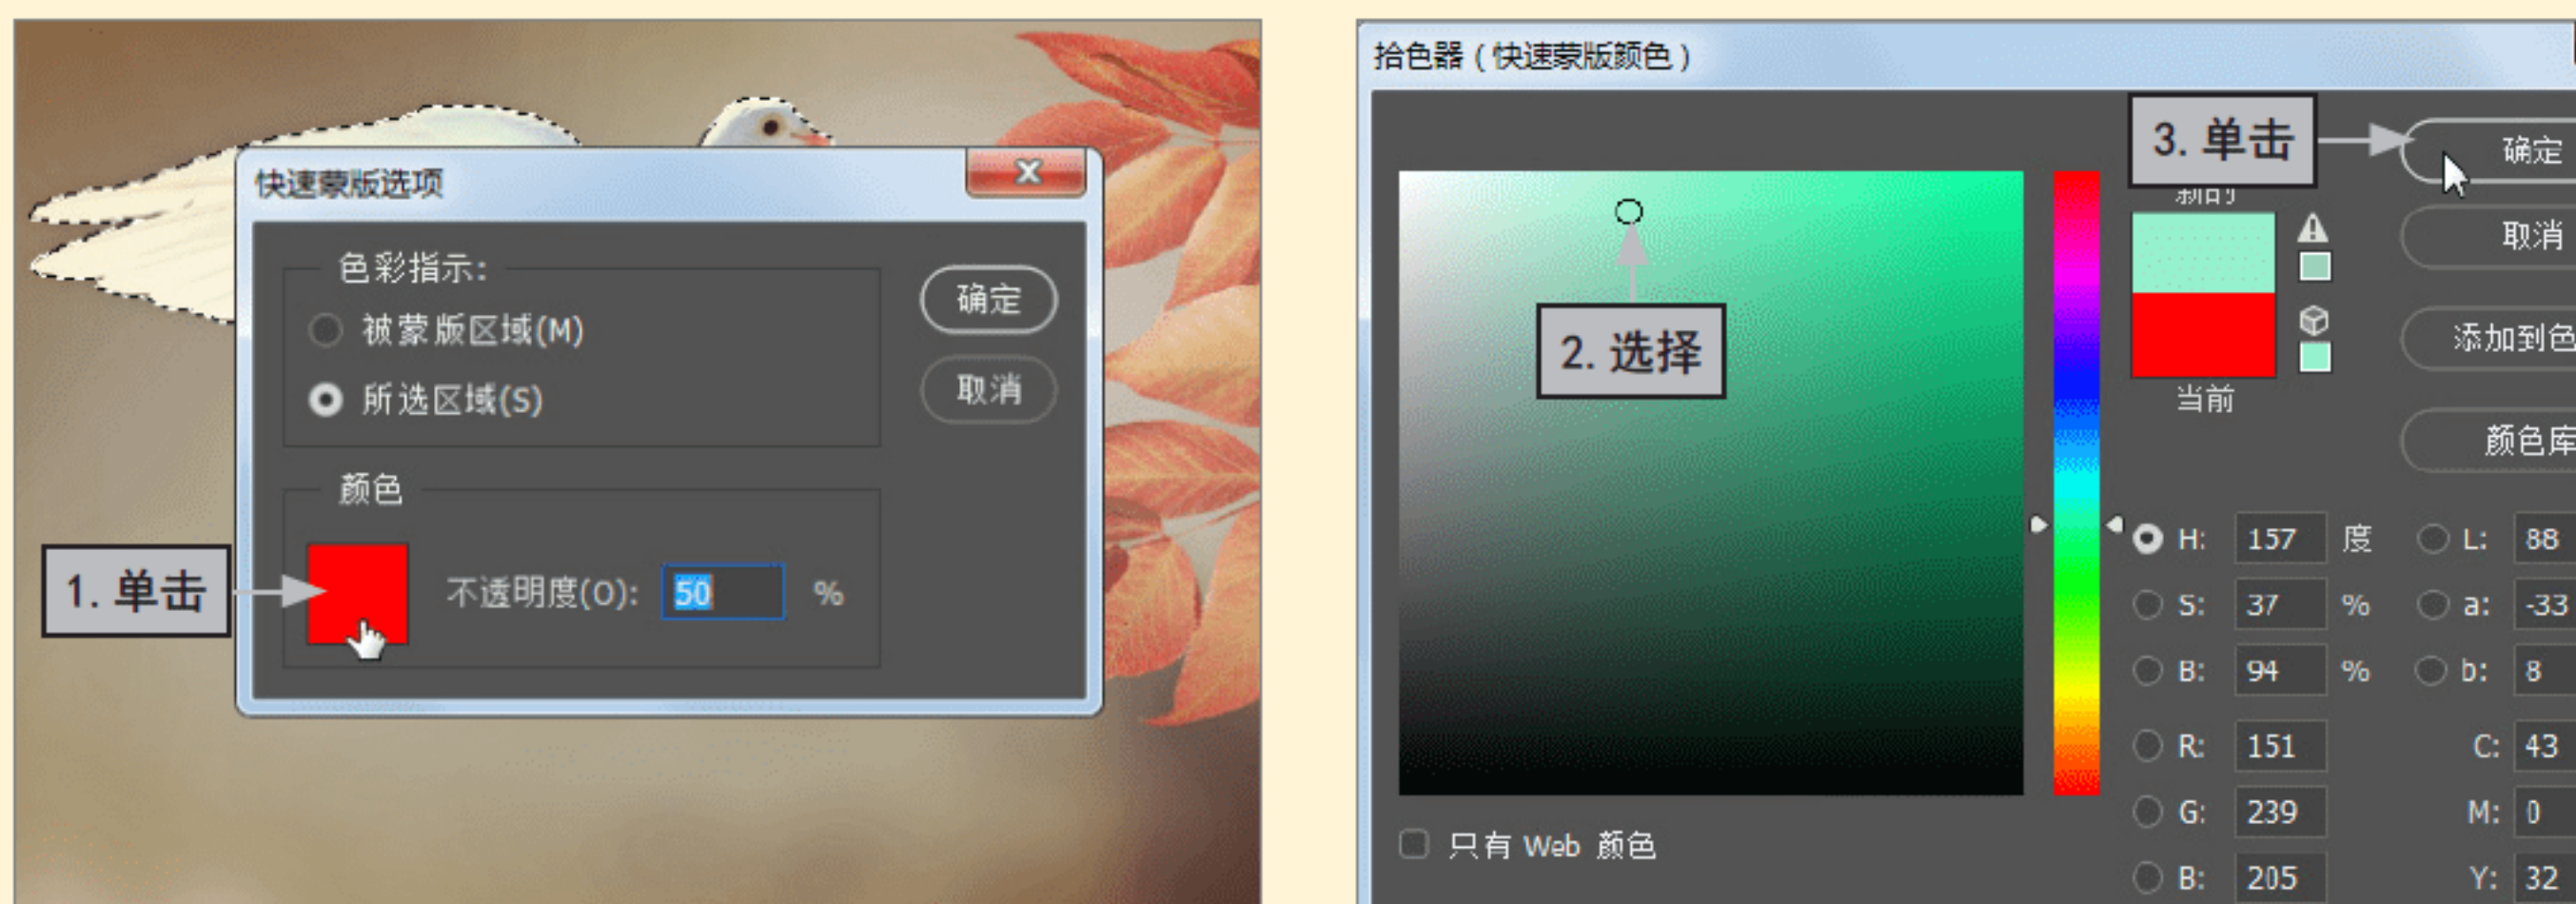 快速蒙版选项
色彩指示:
被蒙版区域(M)
所选区域(S)
确定
取消
颜色
1. 单击
不透明度(O): 50 %
拾色器 ( 快速蒙版颜色 )
3. 单击
确定
取消
2. 选择
当前
添加到色
颜色库
H: 157 度 L: 88
S: 37 % a: -33
B: 94 % b: 8
R: 151 C: 43
G: 239 M: 0
B: 205 Y: 32
只有 Web 颜色